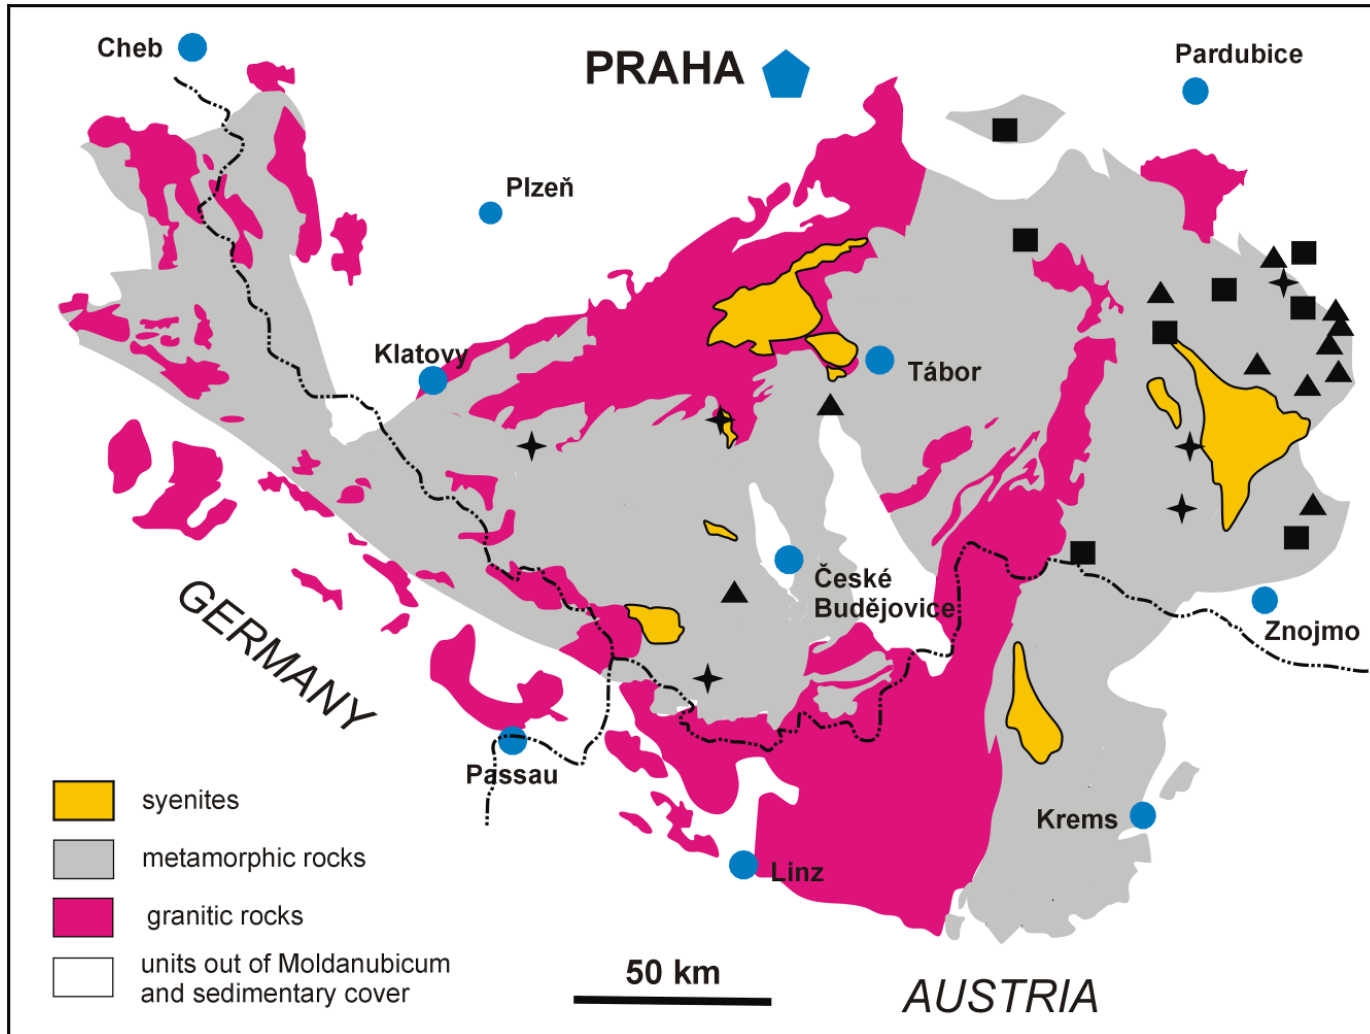 Cheb
PRAHA
Pardubice
Plzeň
Klatovy
Tábor
České
Budějovice
Znojmo
GERMANY
Passau
Krems
Linz
syenites
metamorphic rocks
granitic rocks
units out of Moldanubicum
and sedimentary cover
50 km
AUSTRIA